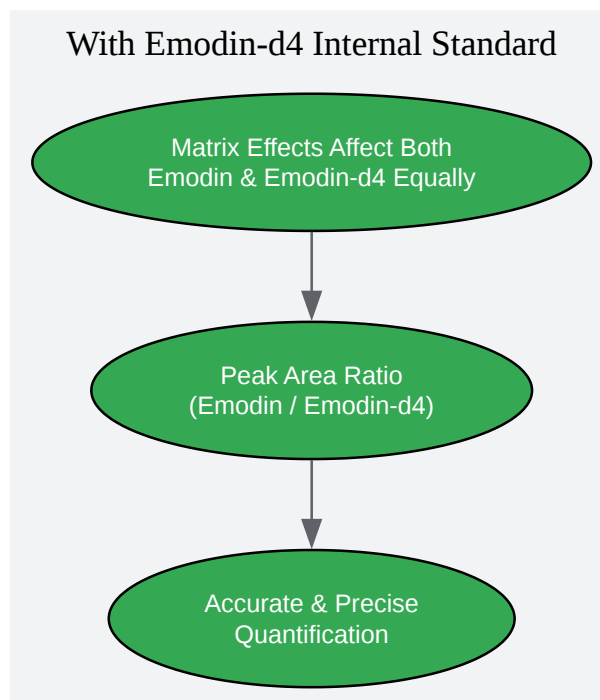 With Emodin-d4 Internal Standard
Matrix Effects Affect Both
Emodin & Emodin-d4 Equally
Peak Area Ratio
(Emodin / Emodin-d4)
Accurate & Precise
Quantification